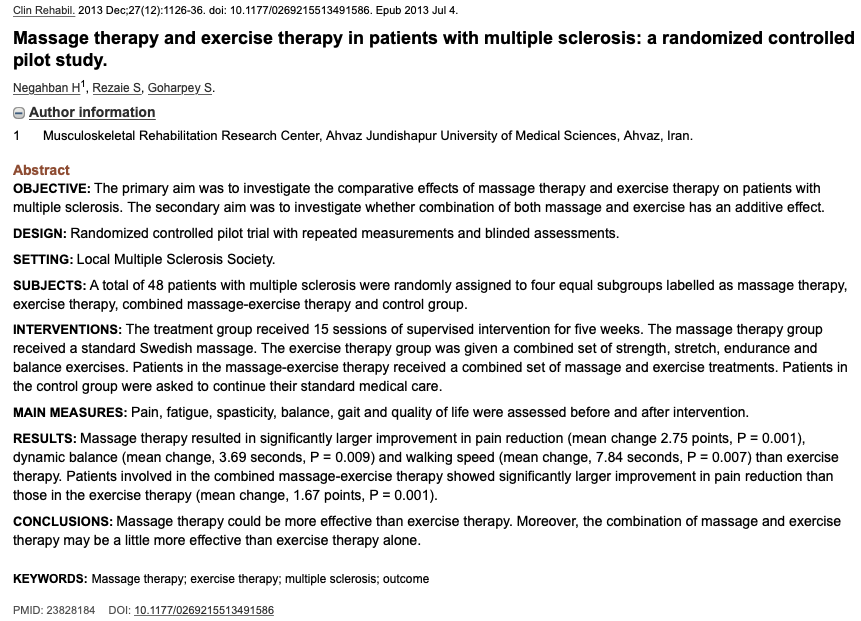 Clin Rehabil. 2013 Dec;27(12):1126-36. doi: 10.1177/0269215513491586. Epub 2013 Jul 4.
Massage therapy and exercise therapy in patients with multiple sclerosis: a randomized controlled
pilot study.
Negahban H1, Rezaie S, Goharpey S.
Author information
1 Musculoskeletal Rehabilitation Research Center, Ahvaz Jundishapur University of Medical Sciences, Ahvaz, Iran.
Abstract
OBJECTIVE: The primary aim was to investigate the comparative effects of massage therapy and exercise therapy on patients with
multiple sclerosis. The secondary aim was to investigate whether combination of both massage and exercise has an additive effect.
DESIGN: Randomized controlled pilot trial with repeated measurements and blinded assessments.
SETTING: Local Multiple Sclerosis Society.
SUBJECTS: A total of 48 patients with multiple sclerosis were randomly assigned to four equal subgroups labelled as massage therapy,
exercise therapy, combined massage-exercise therapy and control group.
INTERVENTIONS: The treatment group received 15 sessions of supervised intervention for five weeks. The massage therapy group
received a standard Swedish massage. The exercise therapy group was given a combined set of strength, stretch, endurance and
balance exercises. Patients in the massage-exercise therapy received a combined set of massage and exercise treatments. Patients in
the control group were asked to continue their standard medical care.
MAIN MEASURES: Pain, fatigue, spasticity, balance, gait and quality of life were assessed before and after intervention.
RESULTS: Massage therapy resulted in significantly larger improvement in pain reduction (mean change 2.75 points, P = 0.001),
dynamic balance (mean change, 3.69 seconds, P = 0.009) and walking speed (mean change, 7.84 seconds, P = 0.007) than exercise
therapy. Patients involved in the combined massage-exercise therapy showed significantly larger improvement in pain reduction than
those in the exercise therapy (mean change, 1.67 points, P = 0.001).
CONCLUSIONS: Massage therapy could be more effective than exercise therapy. Moreover, the combination of massage and exercise
therapy may be a little more effective than exercise therapy alone.
KEYWORDS: Massage therapy; exercise therapy; multiple sclerosis; outcome
PMID: 23828184 DOI: 10.1177/0269215513491586